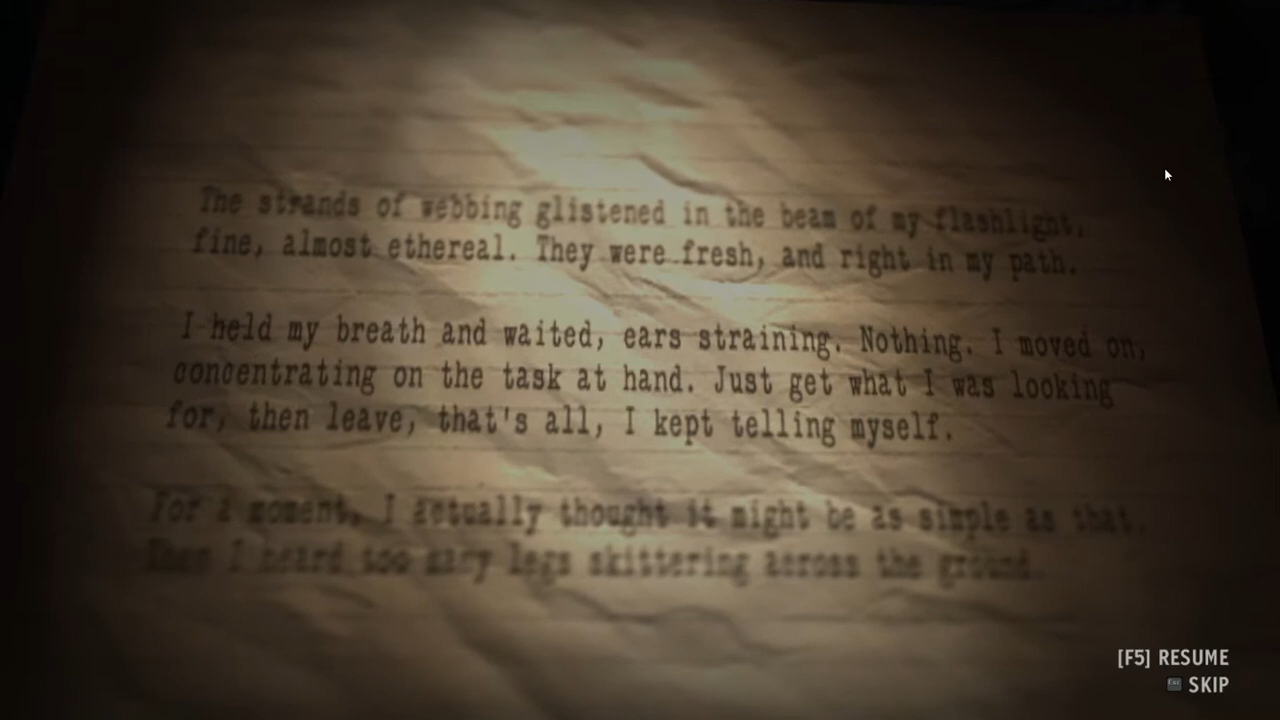 The strands of webbing glistened in the beam of my flashlight,
fine, almost ethereal. They were fresh, and right in my path.
I held my breath and waited, ears straining. Nothing. I moved on,
concentrating on the task at hand. Just get what I was looking
for, then leave, that's all, I kept telling myself.
For a moment, I actually thought it might be as simple as that.
Then I heard too many legs skittering across the ground.
[F5] RESUME
Esc SKIP